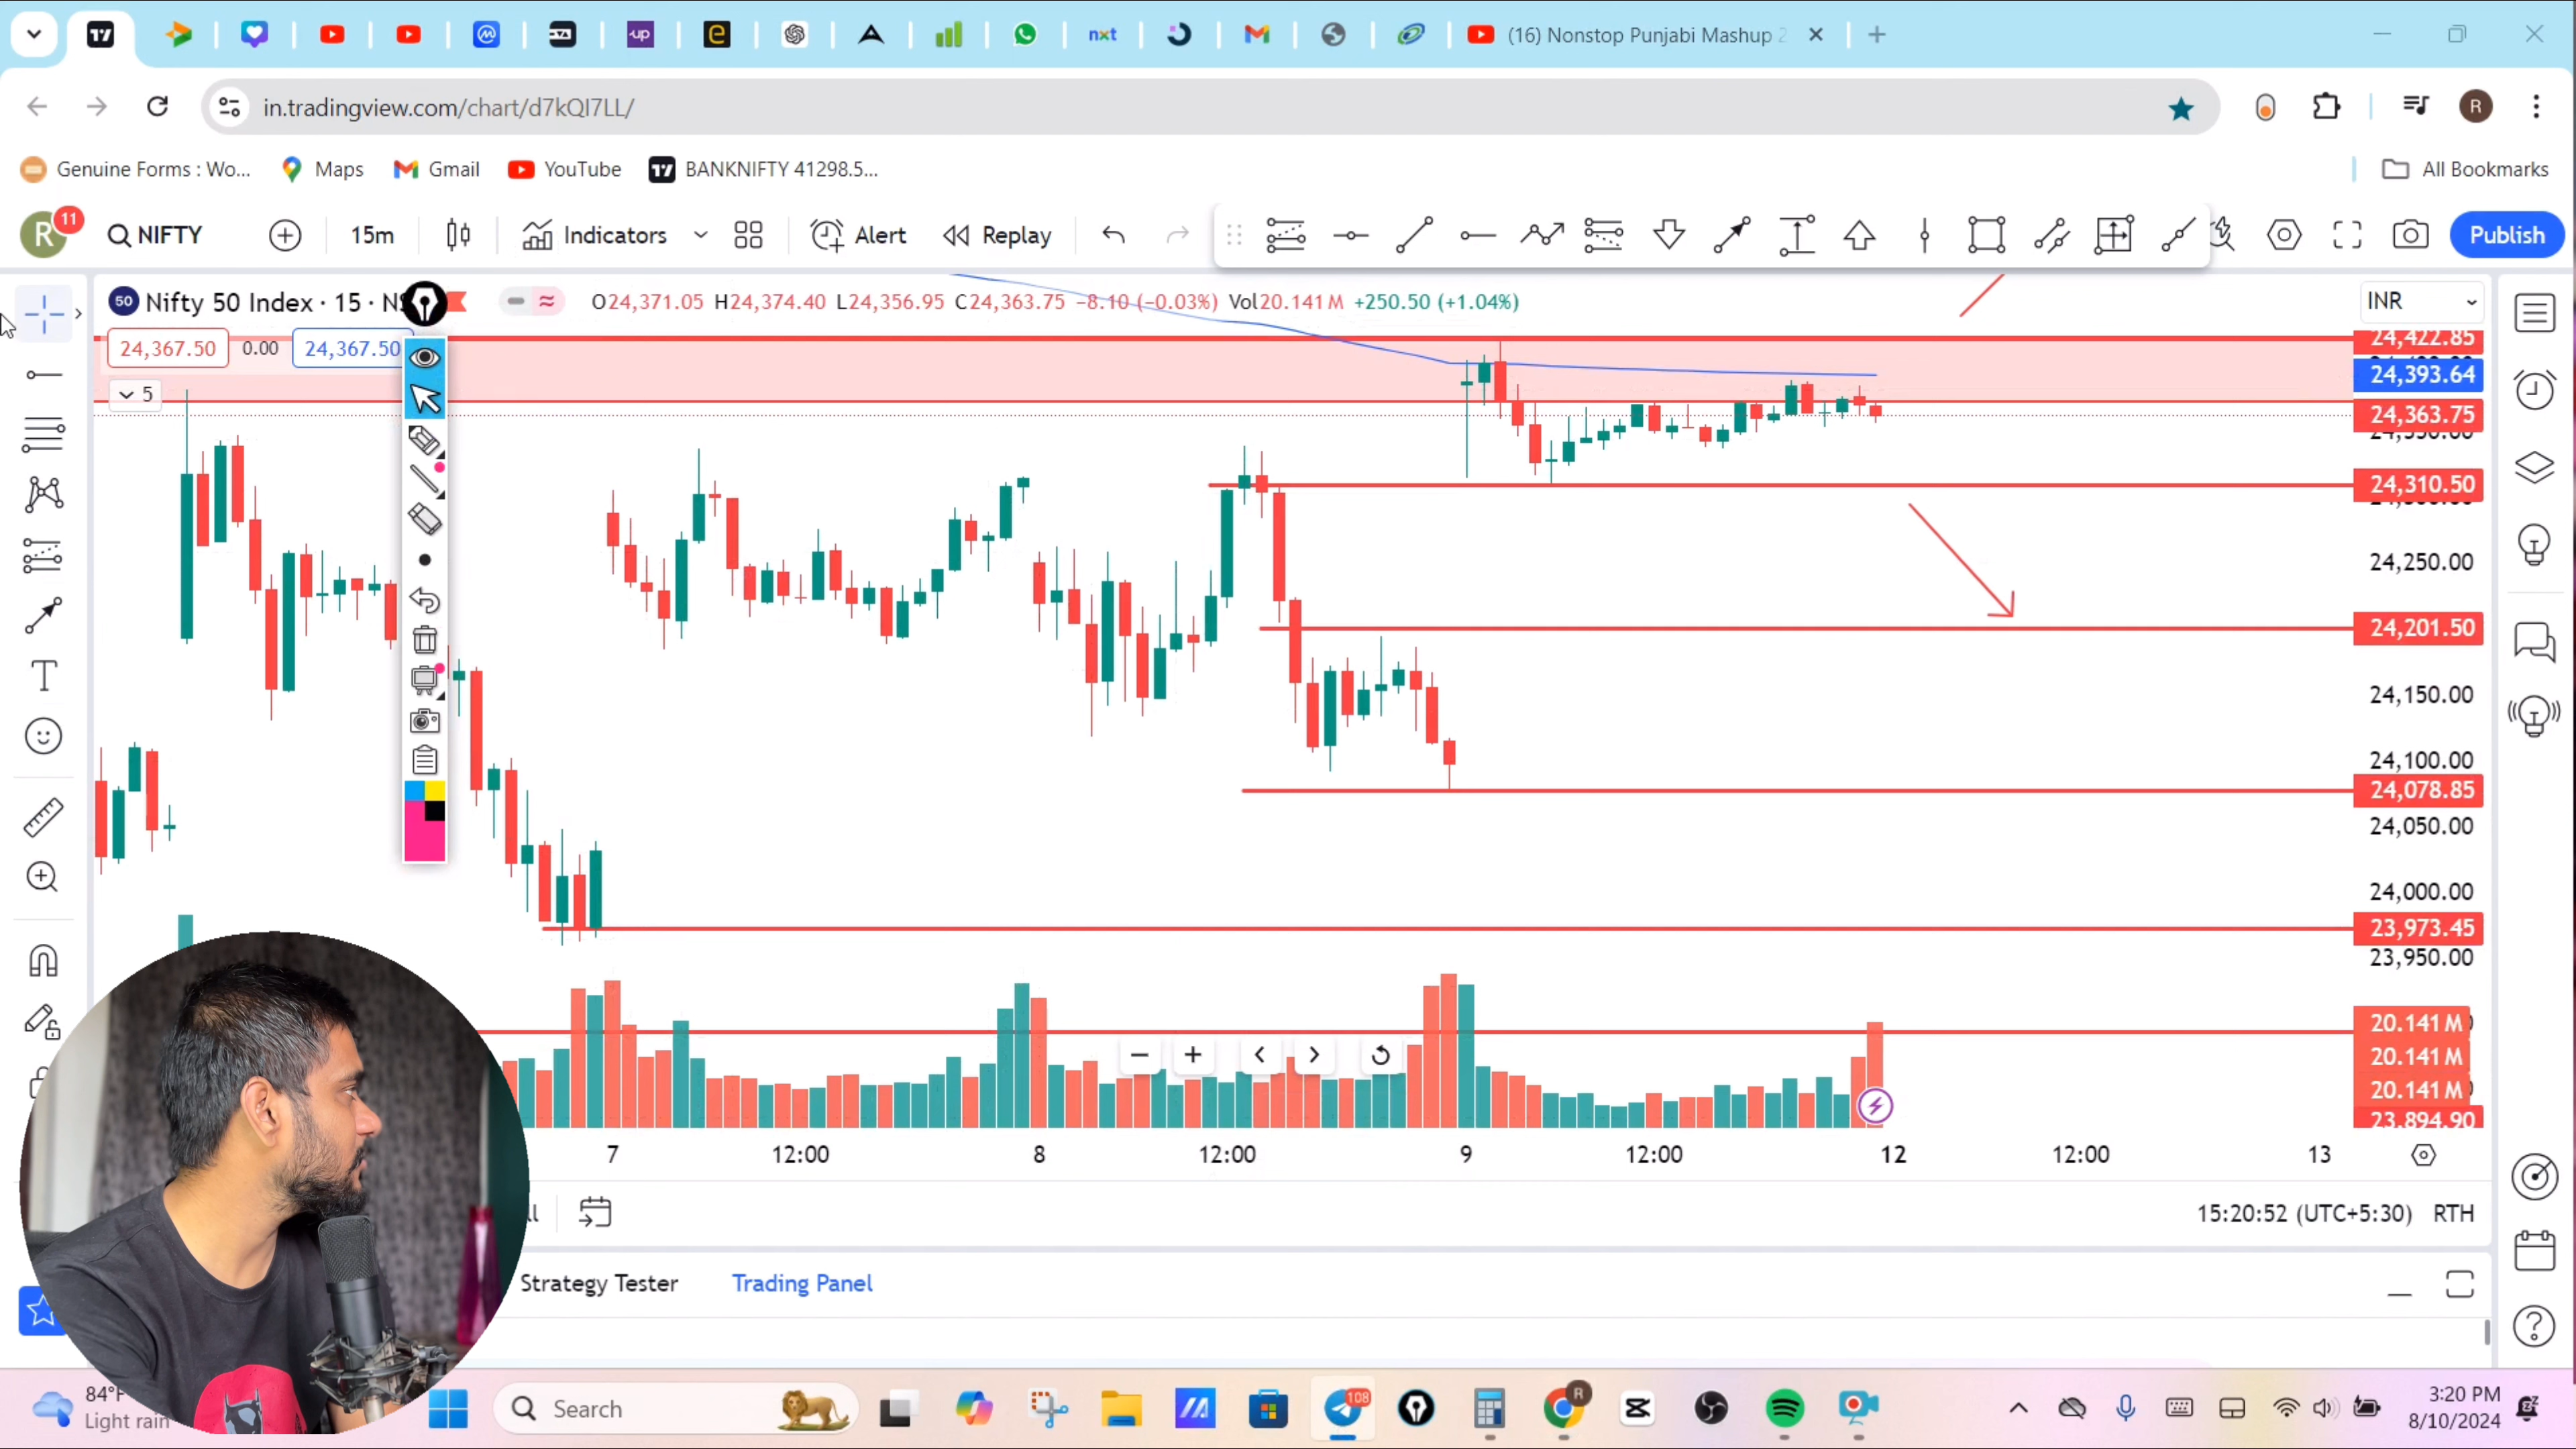 up
nxt
(16) Nonstop Punjabi Mashup 2
in.tradingview.com/chart/d7kQI7LL/
R
Genuine Forms : Wo...
Maps
Gmail
YouTube
BANKNIFTY 41298.5...
All Bookmarks
R
11
NIFTY
15m
Indicators
Alert
Replay
Publish
50
Nifty 50 Index · 15 · NS
O24,371.05 H24,374.40 L24,356.95 C24,363.75 −8.10 (−0.03%) Vol20.141 M +250.50 (+1.04%)
INR
24,367.50
0.00
24,367.50
5
24,422.85
24,393.64
24,363.75
24,310.50
24,250.00
24,201.50
24,150.00
24,100.00
24,078.85
24,050.00
24,000.00
23,973.45
23,950.00
20.141 M
20.141 M
20.141 M
23,894.90
7
12:00
8
12:00
9
12:00
12
12:00
13
15:20:52 (UTC+5:30)
RTH
Strategy Tester
Trading Panel
84°F
Light rain
Search
108
R
3:20 PM
8/10/2024